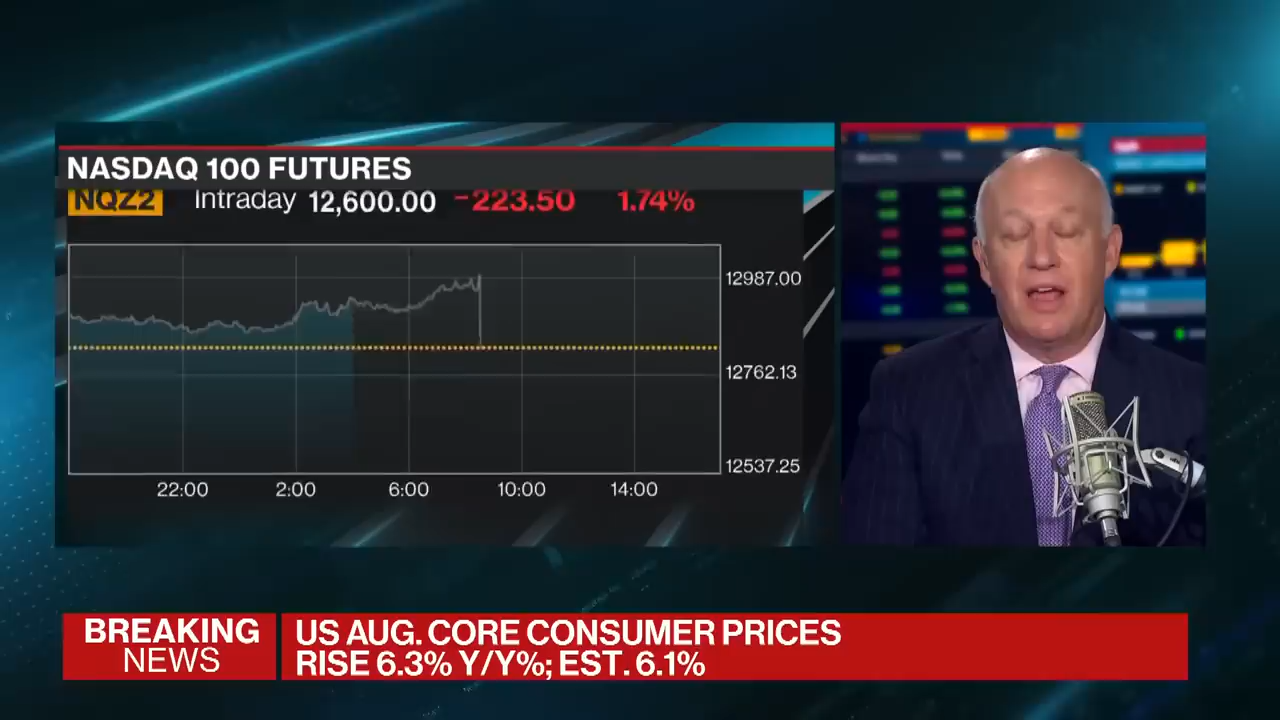 NASDAQ 100 FUTURES
NQZ2 Intraday 12,600.00 -223.50 1.74%
12987.00
12762.13
12537.25
22:00 2:00 6:00 10:00 14:00
BREAKING
NEWS
US AUG. CORE CONSUMER PRICES
RISE 6.3% Y/Y%; EST. 6.1%